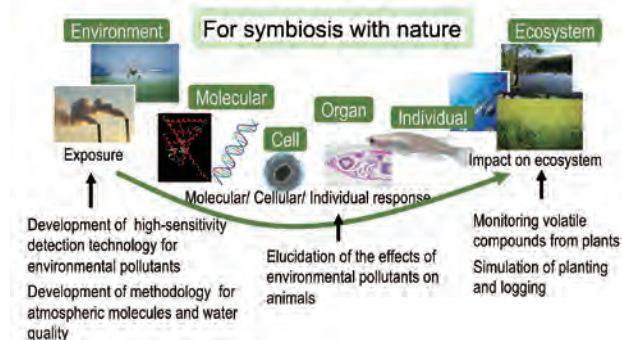 For symbiosis with nature
Environment
Ecosystem
Molecular
Cell
Organ
Individual
Exposure
Molecular/ Cellular/ Individual response
Impact on ecosystem
Development of high-sensitivity
detection technology for
environmental pollutants
Development of methodology for
atmospheric molecules and water
quality
Elucidation of the effects of
environmental pollutants on
animals
Monitoring volatile
compounds from plants
Simulation of planting
and logging